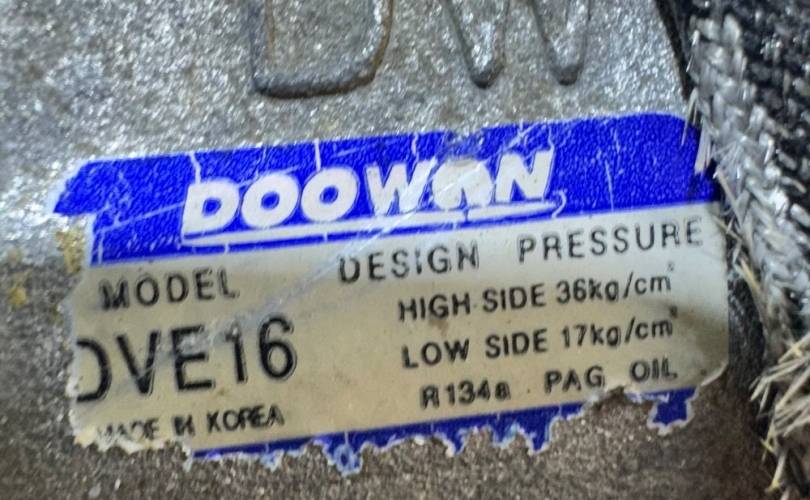 DW
DOOWON
MODEL
DVE16
MADE IN KOREA
DESIGN PRESSURE
HIGH SIDE 36kg/cm²
LOW SIDE 17kg/cm²
R134a PAG OIL